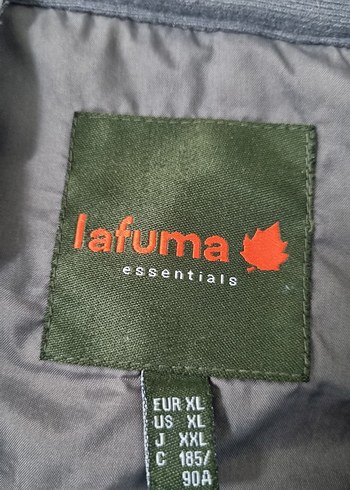 lafuma
essentials
EUR XL
US XL
J XXL
C 185/
90A